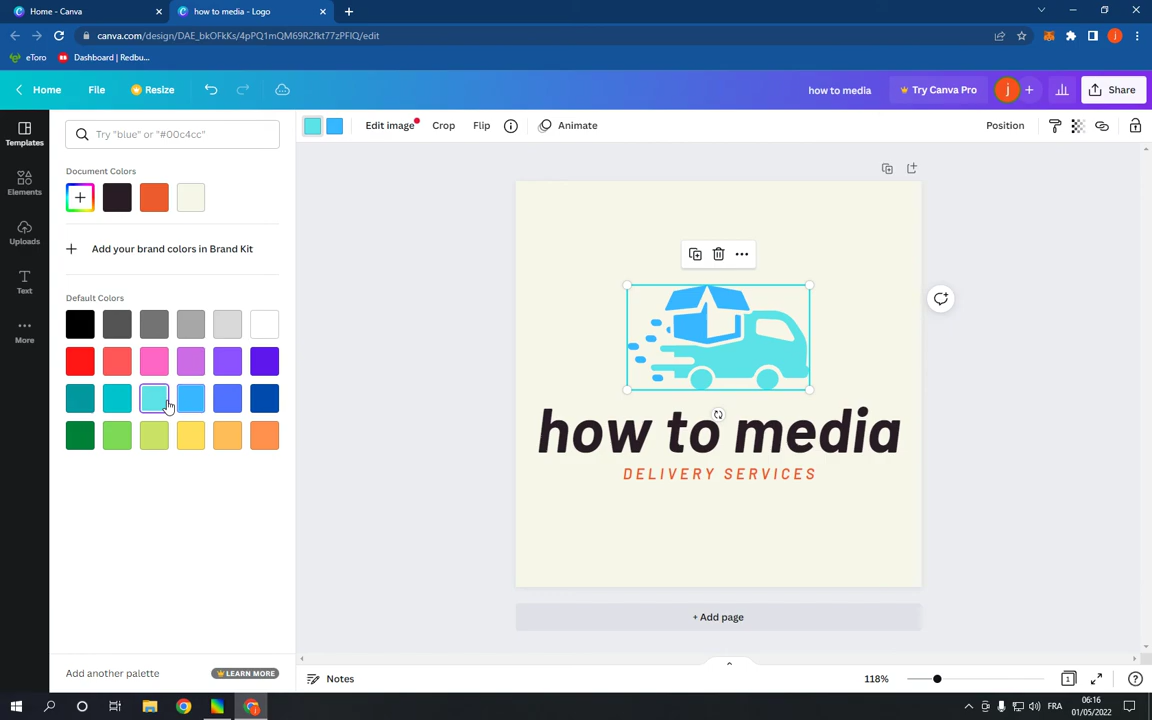 Home - Canva
how to media - Logo
canva.com/design/DAE_bkOFkKs/4pPQ1mQM69R2fkt77zPFIQ/edit
eToro
Dashboard | Redbu...
Home
File
Resize
how to media
Try Canva Pro
j
Share
Templates
Try "blue" or "#00c4cc"
Edit image
Crop
Flip
Animate
Position
Document Colors
Elements
Uploads
Add your brand colors in Brand Kit
Text
Default Colors
More
how to media
DELIVERY SERVICES
+ Add page
Add another palette
LEARN MORE
Notes
118%
1
FRA
06:16
01/05/2022